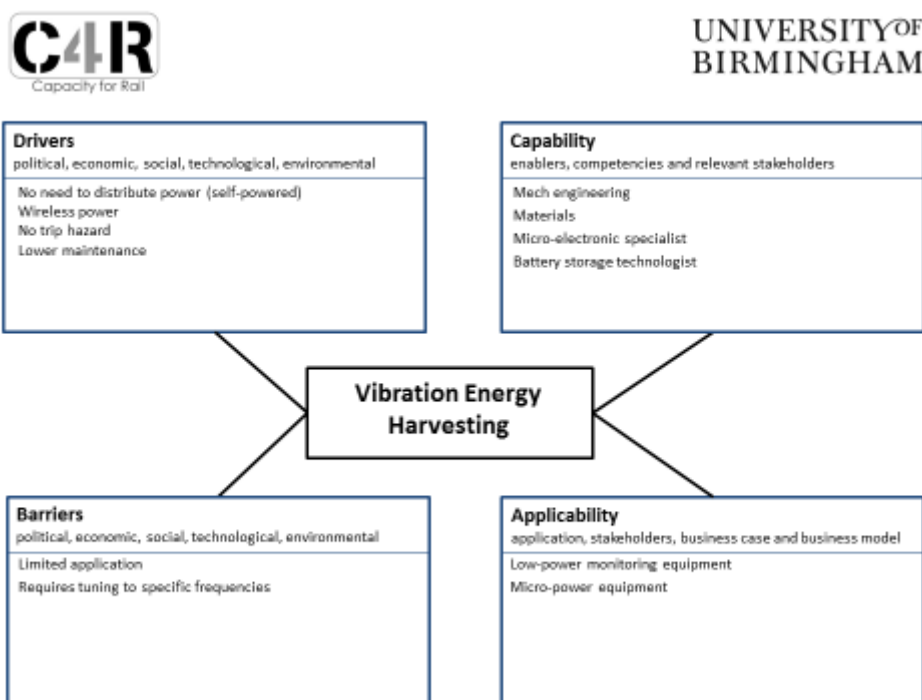 C4R
Capacity for Rail
UNIVERSITY OF
BIRMINGHAM
Drivers
political, economic, social, technological, environmental
No need to distribute power (self-powered)
Wireless power
No trip hazard
Lower maintenance
Capability
enablers, competencies and relevant stakeholders
Mech engineering
Materials
Micro-electronic specialist
Battery storage technologist
Vibration Energy
Harvesting
Barriers
political, economic, social, technological, environmental
Limited application
Requires tuning to specific frequencies
Applicability
application, stakeholders, business case and business model
Low-power monitoring equipment
Micro-power equipment